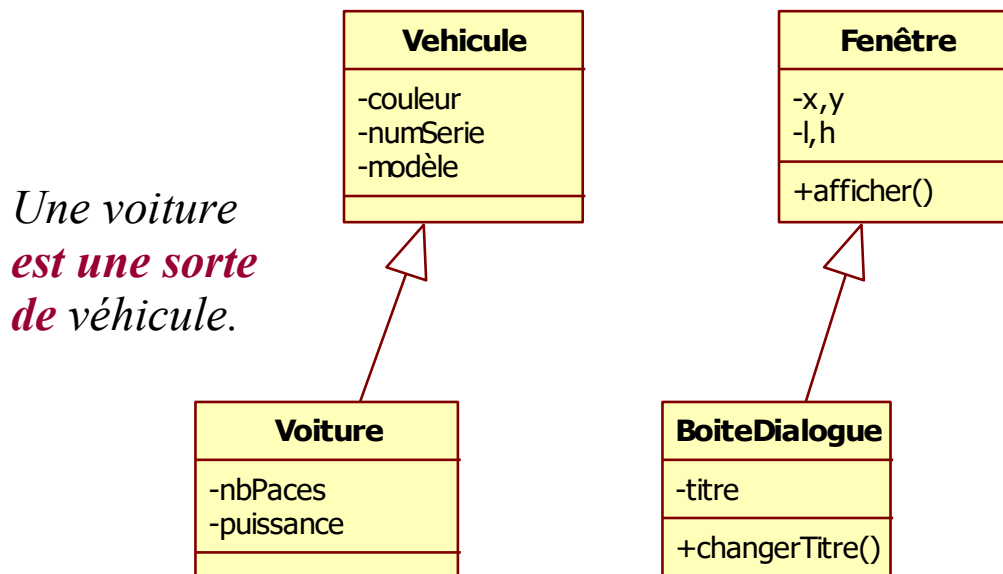 Vehicule
-couleur
-numSerie
-modèle
Fenêtre
-x,y
-l,h
+afficher()
Une voiture
est une sorte
de véhicule.
Voiture
-nbPaces
-puissance
BoiteDialogue
-titre
+changerTitre()